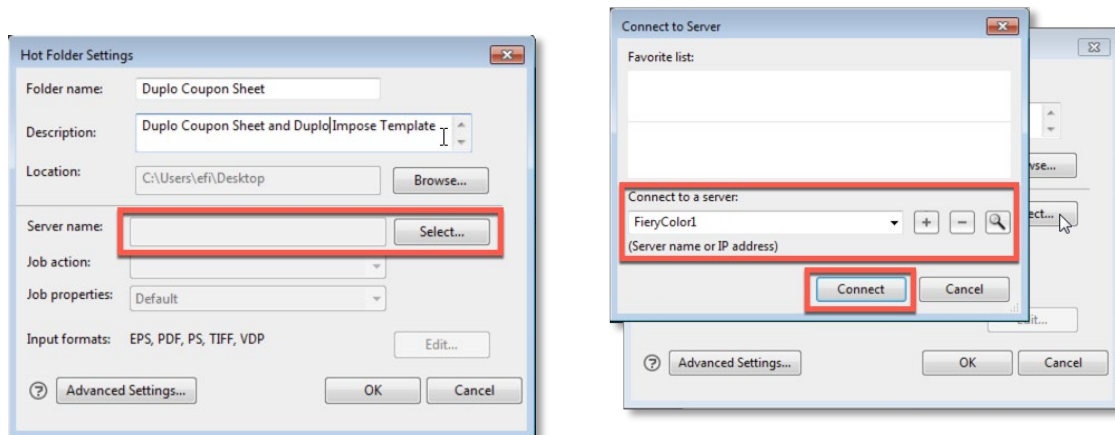 Hot Folder Settings
Folder name: Duplo Coupon Sheet
Description: Duplo Coupon Sheet and Duplo Impose Template
Location: C:\Users\efi\Desktop Browse...
Server name: Select...
Job action:
Job properties: Default
Input formats: EPS, PDF, PS, TIFF, VDP Edit...
Advanced Settings... OK Cancel
Connect to Server
Favorite list:
Connect to a server:
FieryColor1
(Server name or IP address)
Connect Cancel
Advanced Settings... OK Cancel